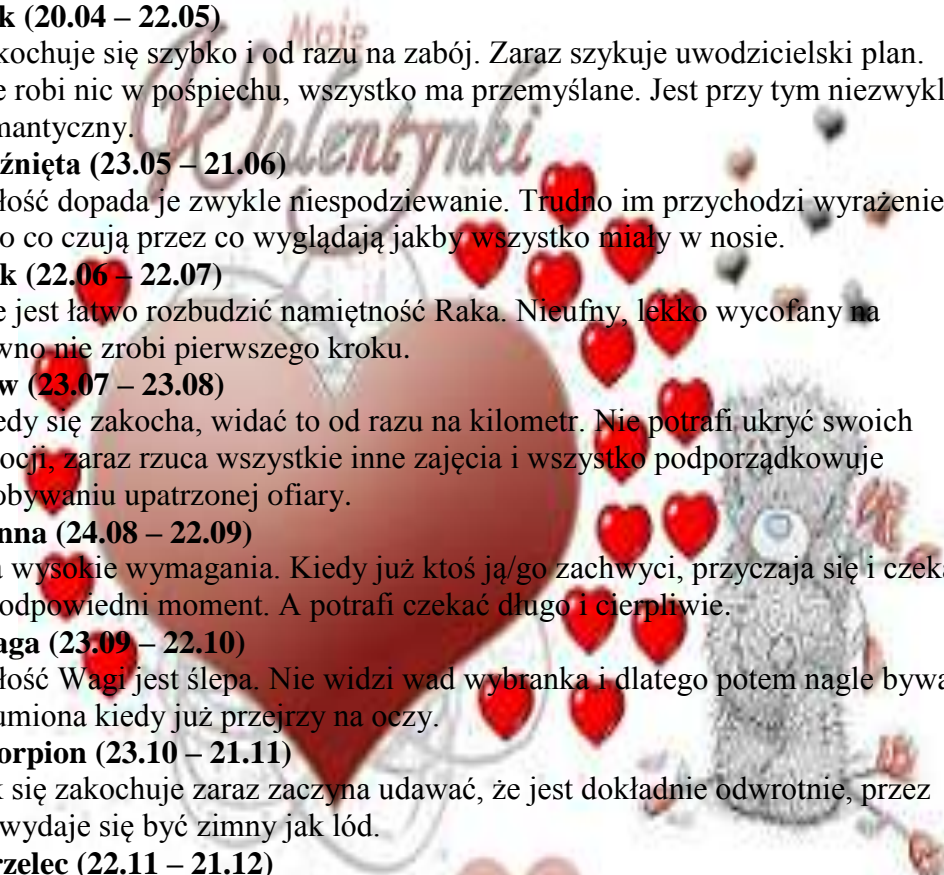 Moje
Walentynki
k (20.04 – 22.05)
kochuje się szybko i od razu na zabój. Zaraz szykuje uwodzicielski plan.
e robi nic w pośpiechu, wszystko ma przemyślane. Jest przy tym niezwykl
mantyczny.
źnięta (23.05 – 21.06)
łość dopada je zwykle niespodziewanie. Trudno im przychodzi wyrażenie
o co czują przez co wyglądają jakby wszystko miały w nosie.
k (22.06 – 22.07)
e jest łatwo rozbudzić namiętność Raka. Nieufny, lekko wycofany na
wno nie zrobi pierwszego kroku.
w (23.07 – 23.08)
edy się zakocha, widać to od razu na kilometr. Nie potrafi ukryć swoich
ocji, zaraz rzuca wszystkie inne zajęcia i wszystko podporządkowuje
obywaniu upatrzonej ofiary.
nna (24.08 – 22.09)
a wysokie wymagania. Kiedy już ktoś ją/go zachwyci, przyczaja się i czeka
odpowiedni moment. A potrafi czekać długo i cierpliwie.
aga (23.09 – 22.10)
łość Wagi jest ślepa. Nie widzi wad wybranka i dlatego potem nagle bywa
umiona kiedy już przejrzy na oczy.
orpion (23.10 – 21.11)
k się zakochuje zaraz zaczyna udawać, że jest dokładnie odwrotnie, przez
wydaje się być zimny jak lód.
rzelec (22.11 – 21.12)